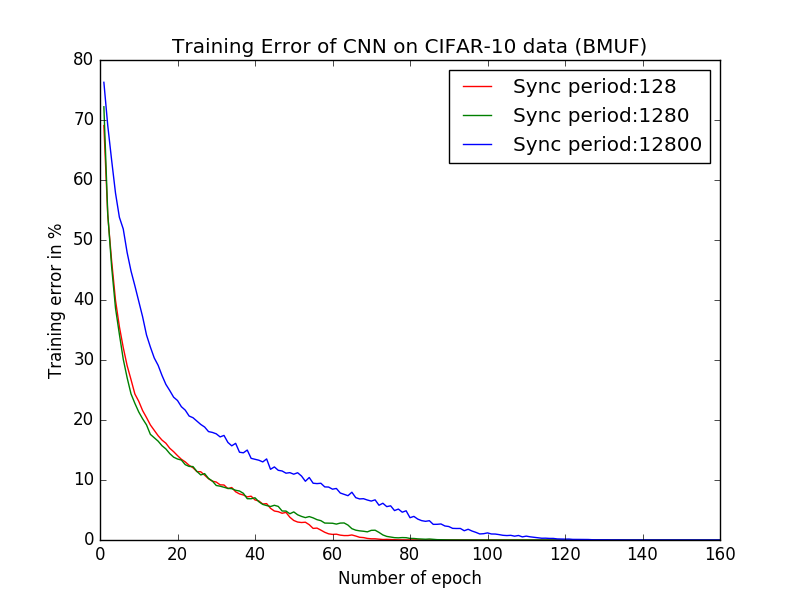 Training Error of CNN on CIFAR-10 data (BMUF)
Sync period:128
Sync period:1280
Sync period:12800
Training error in %
80
70
60
50
40
30
20
10
0
0 20 40 60 80 100 120 140 160
Number of epoch